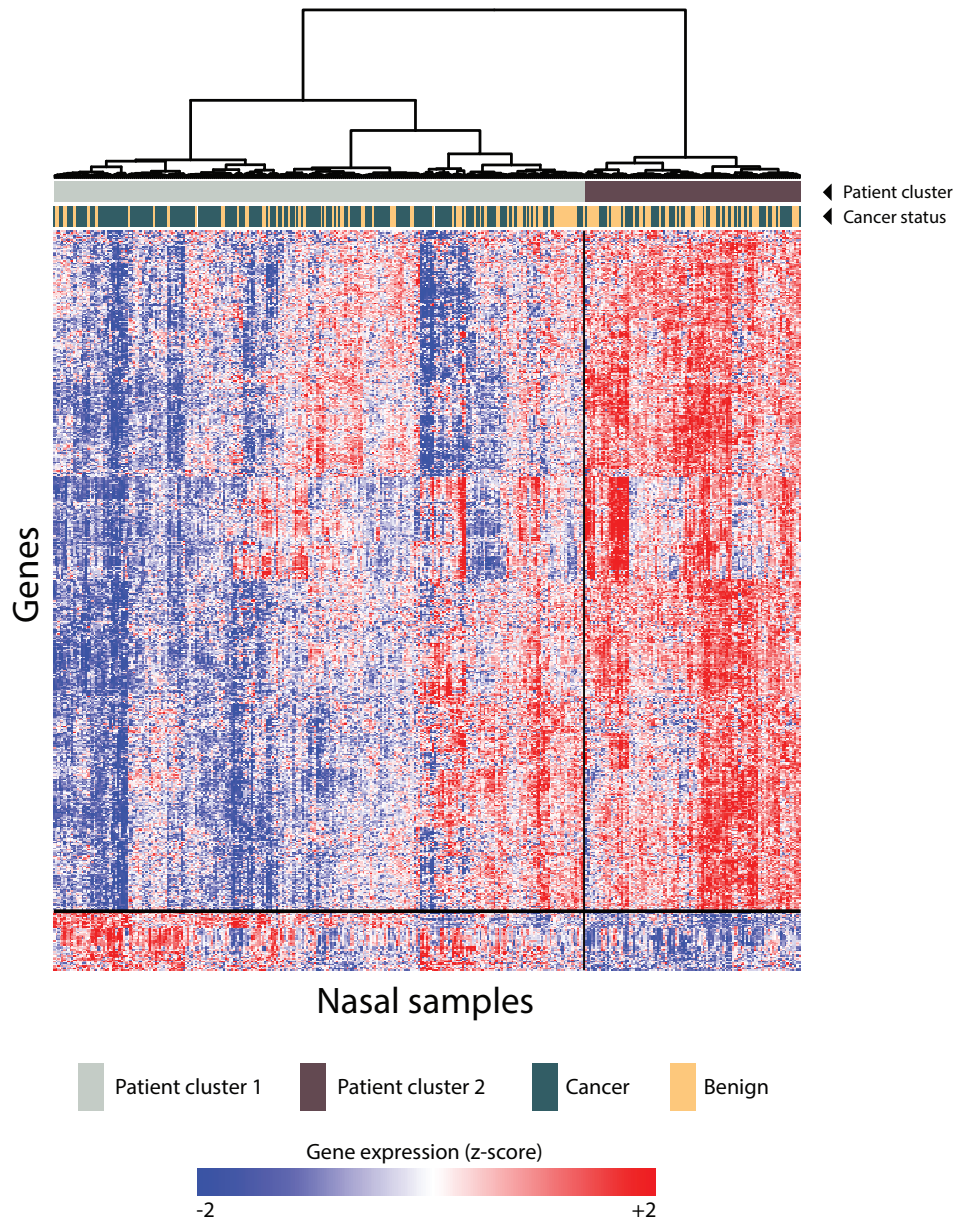 Patient cluster
Cancer status
Genes
Nasal samples
Patient cluster 1
Patient cluster 2
Cancer
Benign
Gene expression (z-score)
-2
+2